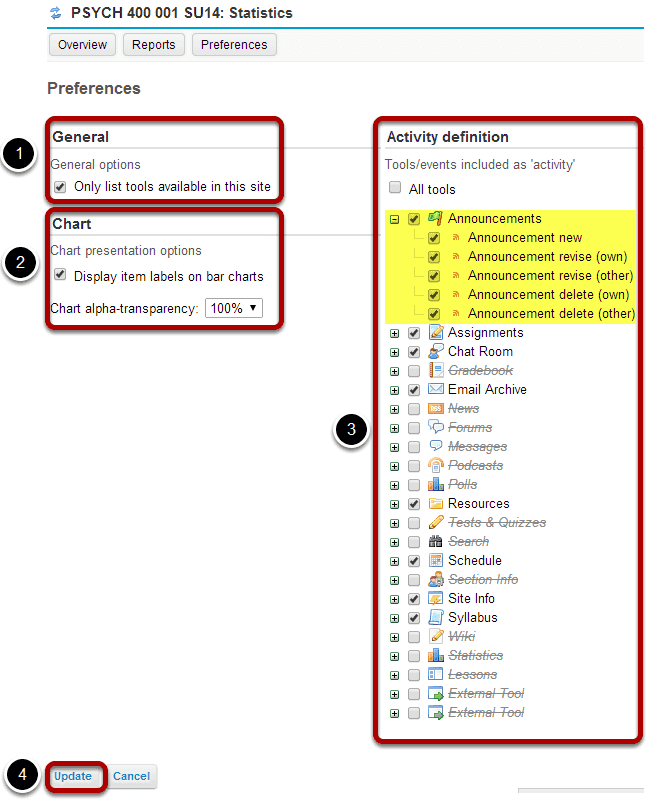 PSYCH 400 001 SU14: Statistics
Overview
Reports
Preferences
Preferences
1
General
General options
Only list tools available in this site
2
Chart
Chart presentation options
Display item labels on bar charts
Chart alpha-transparency: 100%
3
Activity definition
Tools/events included as 'activity'
All tools
Announcements
Announcement new
Announcement revise (own)
Announcement revise (other)
Announcement delete (own)
Announcement delete (other)
Assignments
Chat Room
Gradebook
Email Archive
News
Forums
Messages
Podcasts
Polls
Resources
Tests & Quizzes
Search
Schedule
Section Info
Site Info
Syllabus
Wiki
Statistics
Lessons
External Tool
External Tool
4
Update
Cancel